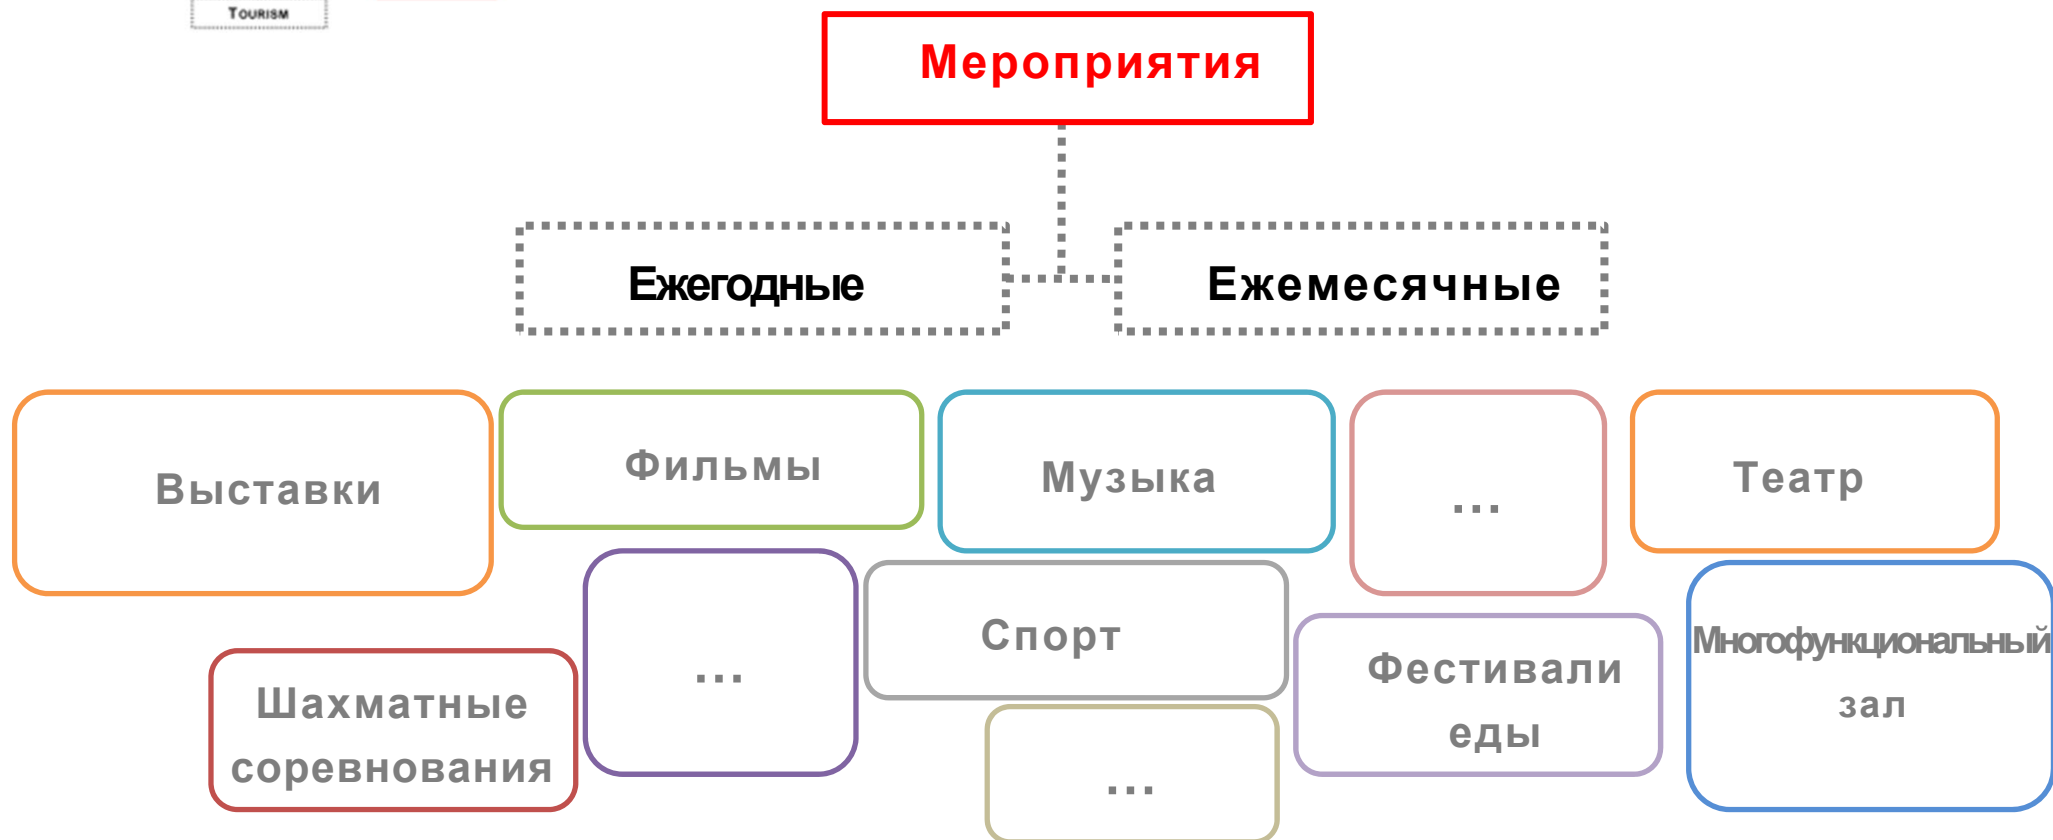 TOURISM
Мероприятия
Ежегодные
Ежемесячные
Выставки
Фильмы
Музыка
...
Театр
Шахматные
соревнования
...
Спорт
...
Фестивали
еды
Многофункциональный
зал